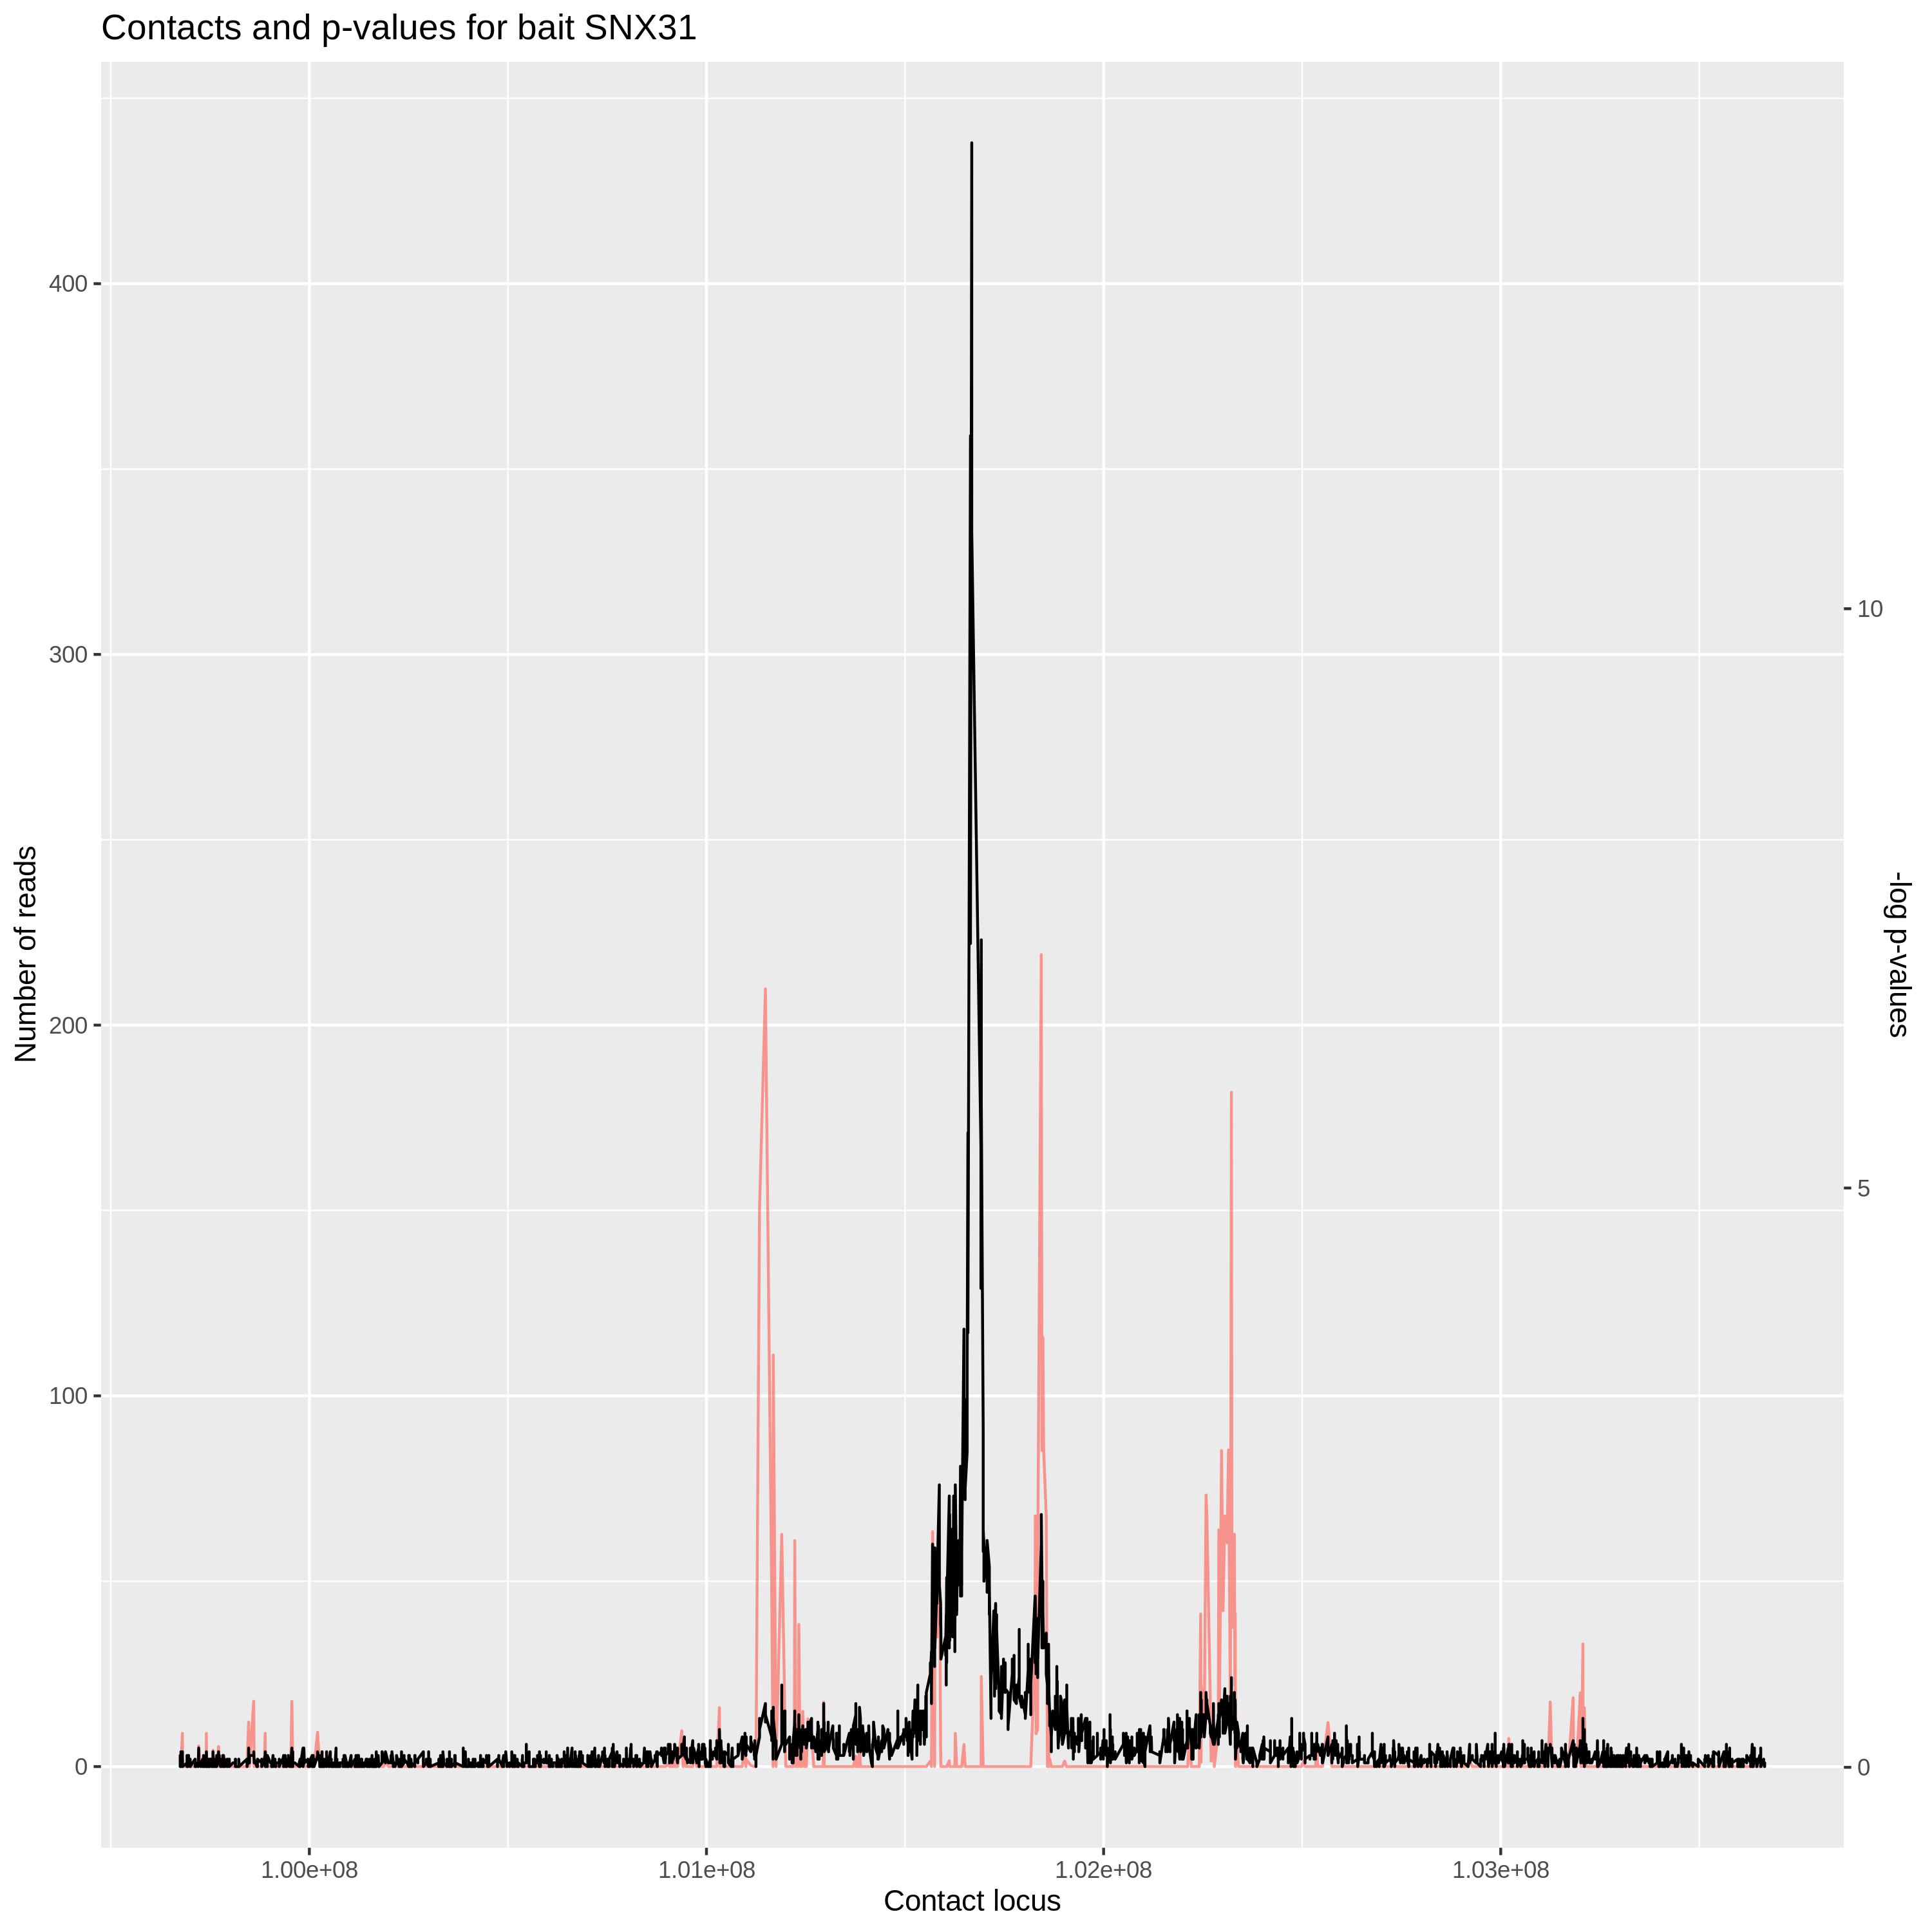 Contacts and p-values for bait SNX31
400
300
200
100
0
Number of reads
10
5
0
-log p-values
1.00e+08
1.01e+08
1.02e+08
1.03e+08
Contact locus